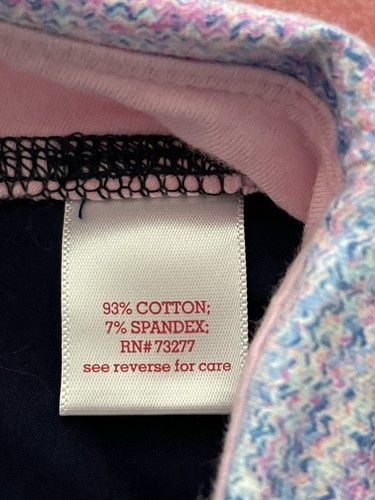 93% COTTON;
7% SPANDEX;
RN# 73277
see reverse for care